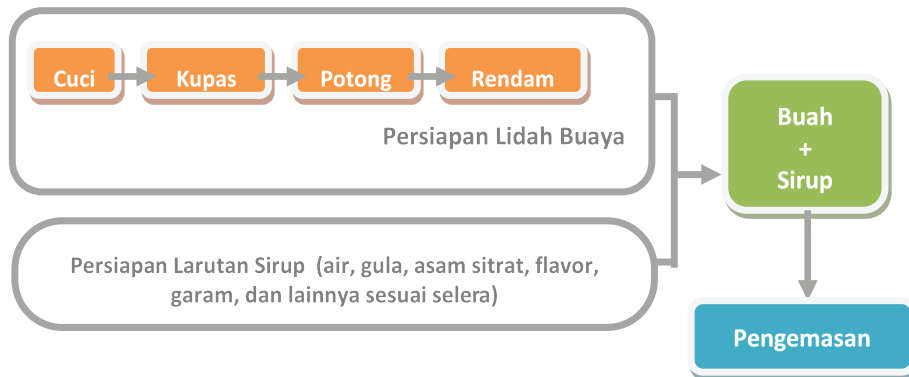 Cuci
Kupas
Potong
Rendam
Persiapan Lidah Buaya
Persiapan Larutan Sirup (air, gula, asam sitrat, flavor,
garam, dan lainnya sesuai selera)
Buah
+
Sirup
Pengemasan